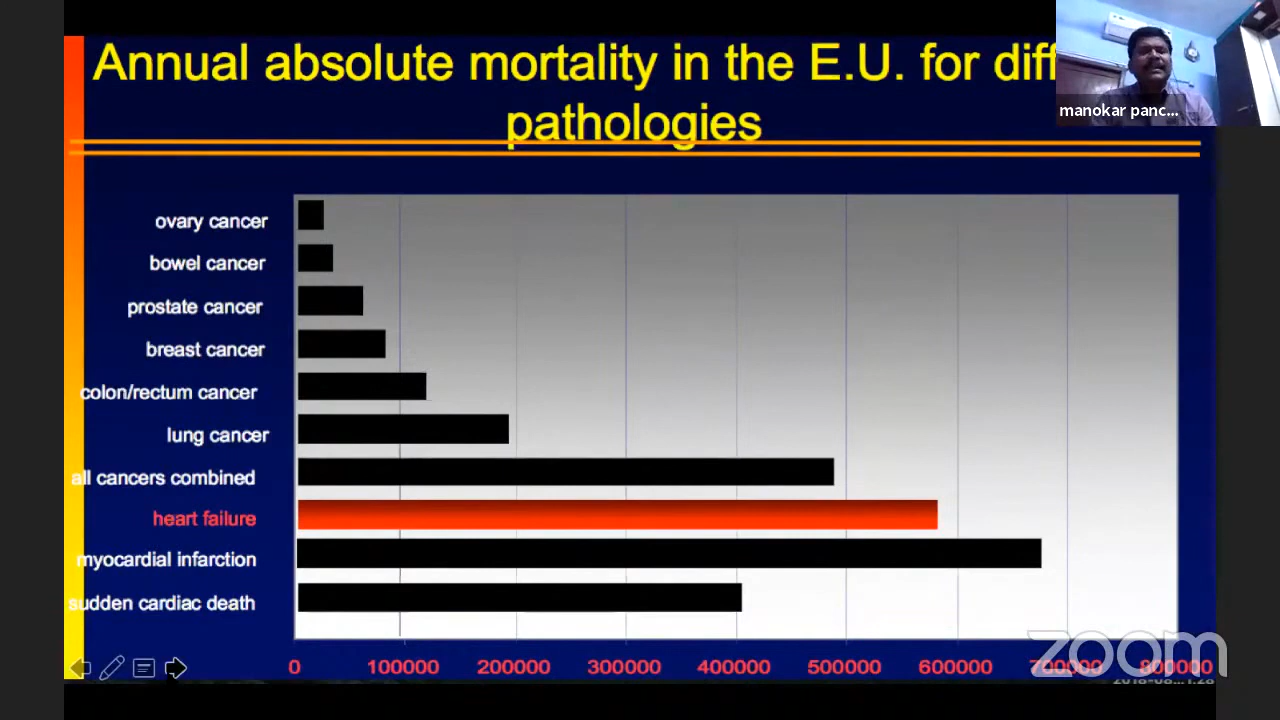 Annual absolute mortality in the E.U. for diff
pathologies
manokar panc...
ovary cancer
bowel cancer
prostate cancer
breast cancer
colon/rectum cancer
lung cancer
all cancers combined
heart failure
myocardial infarction
sudden cardiac death
0 100000 200000 300000 400000 500000 600000 700000 800000
zoom